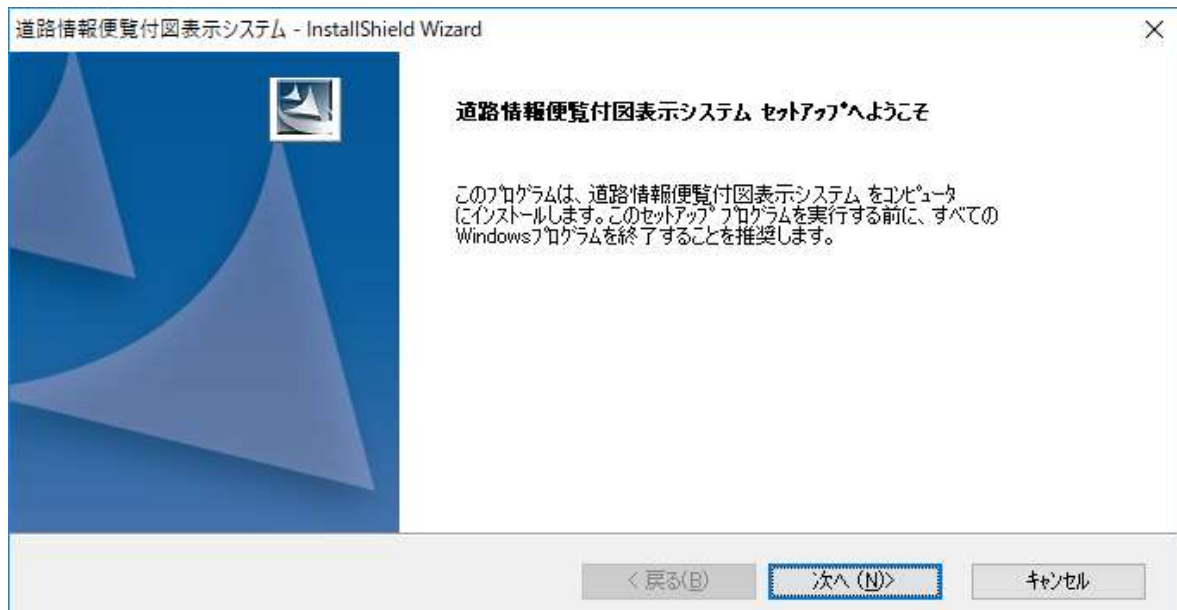 道路情報便覧付図表示システム - InstallShield Wizard
道路情報便覧付図表示システム ｾｯﾄｱｯﾌﾟへようこそ
このﾌﾟﾛｸﾞﾗﾑは、道路情報便覧付図表示システム をｺﾝﾋﾟｭｰﾀ
にｲﾝｽﾄｰﾙします。このｾｯﾄｱｯﾌﾟ ﾌﾟﾛｸﾞﾗﾑを実行する前に、すべての
Windowsﾌﾟﾛｸﾞﾗﾑを終了することを推奨します。
< 戻る(B)
次へ (N)>
ｷｬﾝｾﾙ